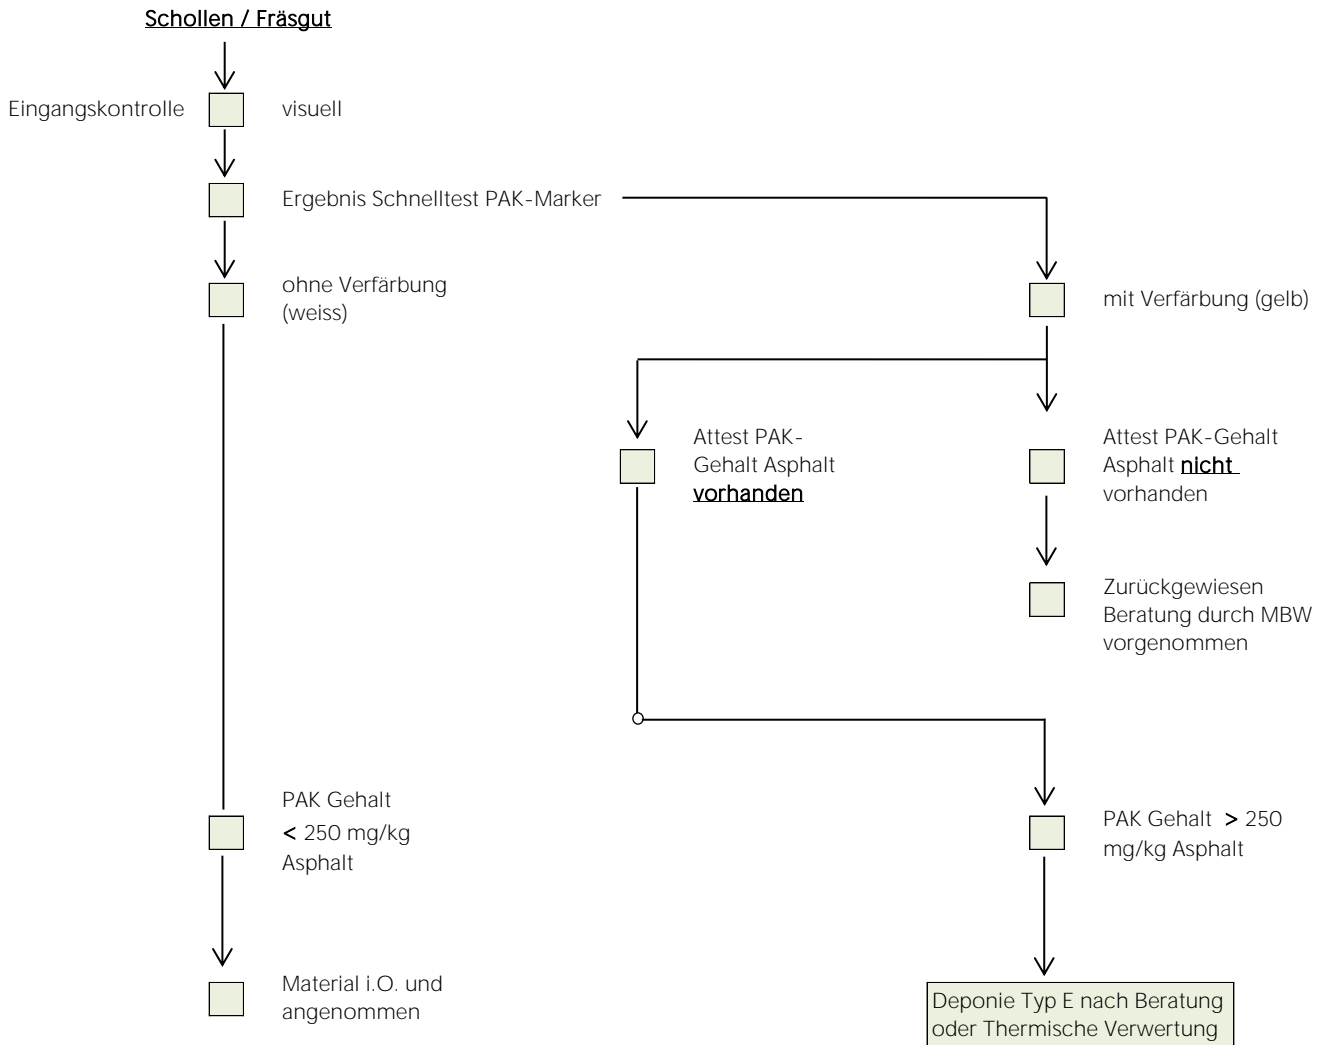 Schollen / Fräsgut
Eingangskontrolle
visuell
Ergebnis Schnelltest PAK-Marker
ohne Verfärbung
(weiss)
mit Verfärbung (gelb)
Attest PAK-
Gehalt Asphalt
vorhanden
Attest PAK-Gehalt
Asphalt nicht
vorhanden
Zurückgewiesen
Beratung durch MBW
vorgenommen
PAK Gehalt
< 250 mg/kg
Asphalt
PAK Gehalt > 250
mg/kg Asphalt
Material i.O. und
angenommen
Deponie Typ E nach Beratung
oder Thermische Verwertung